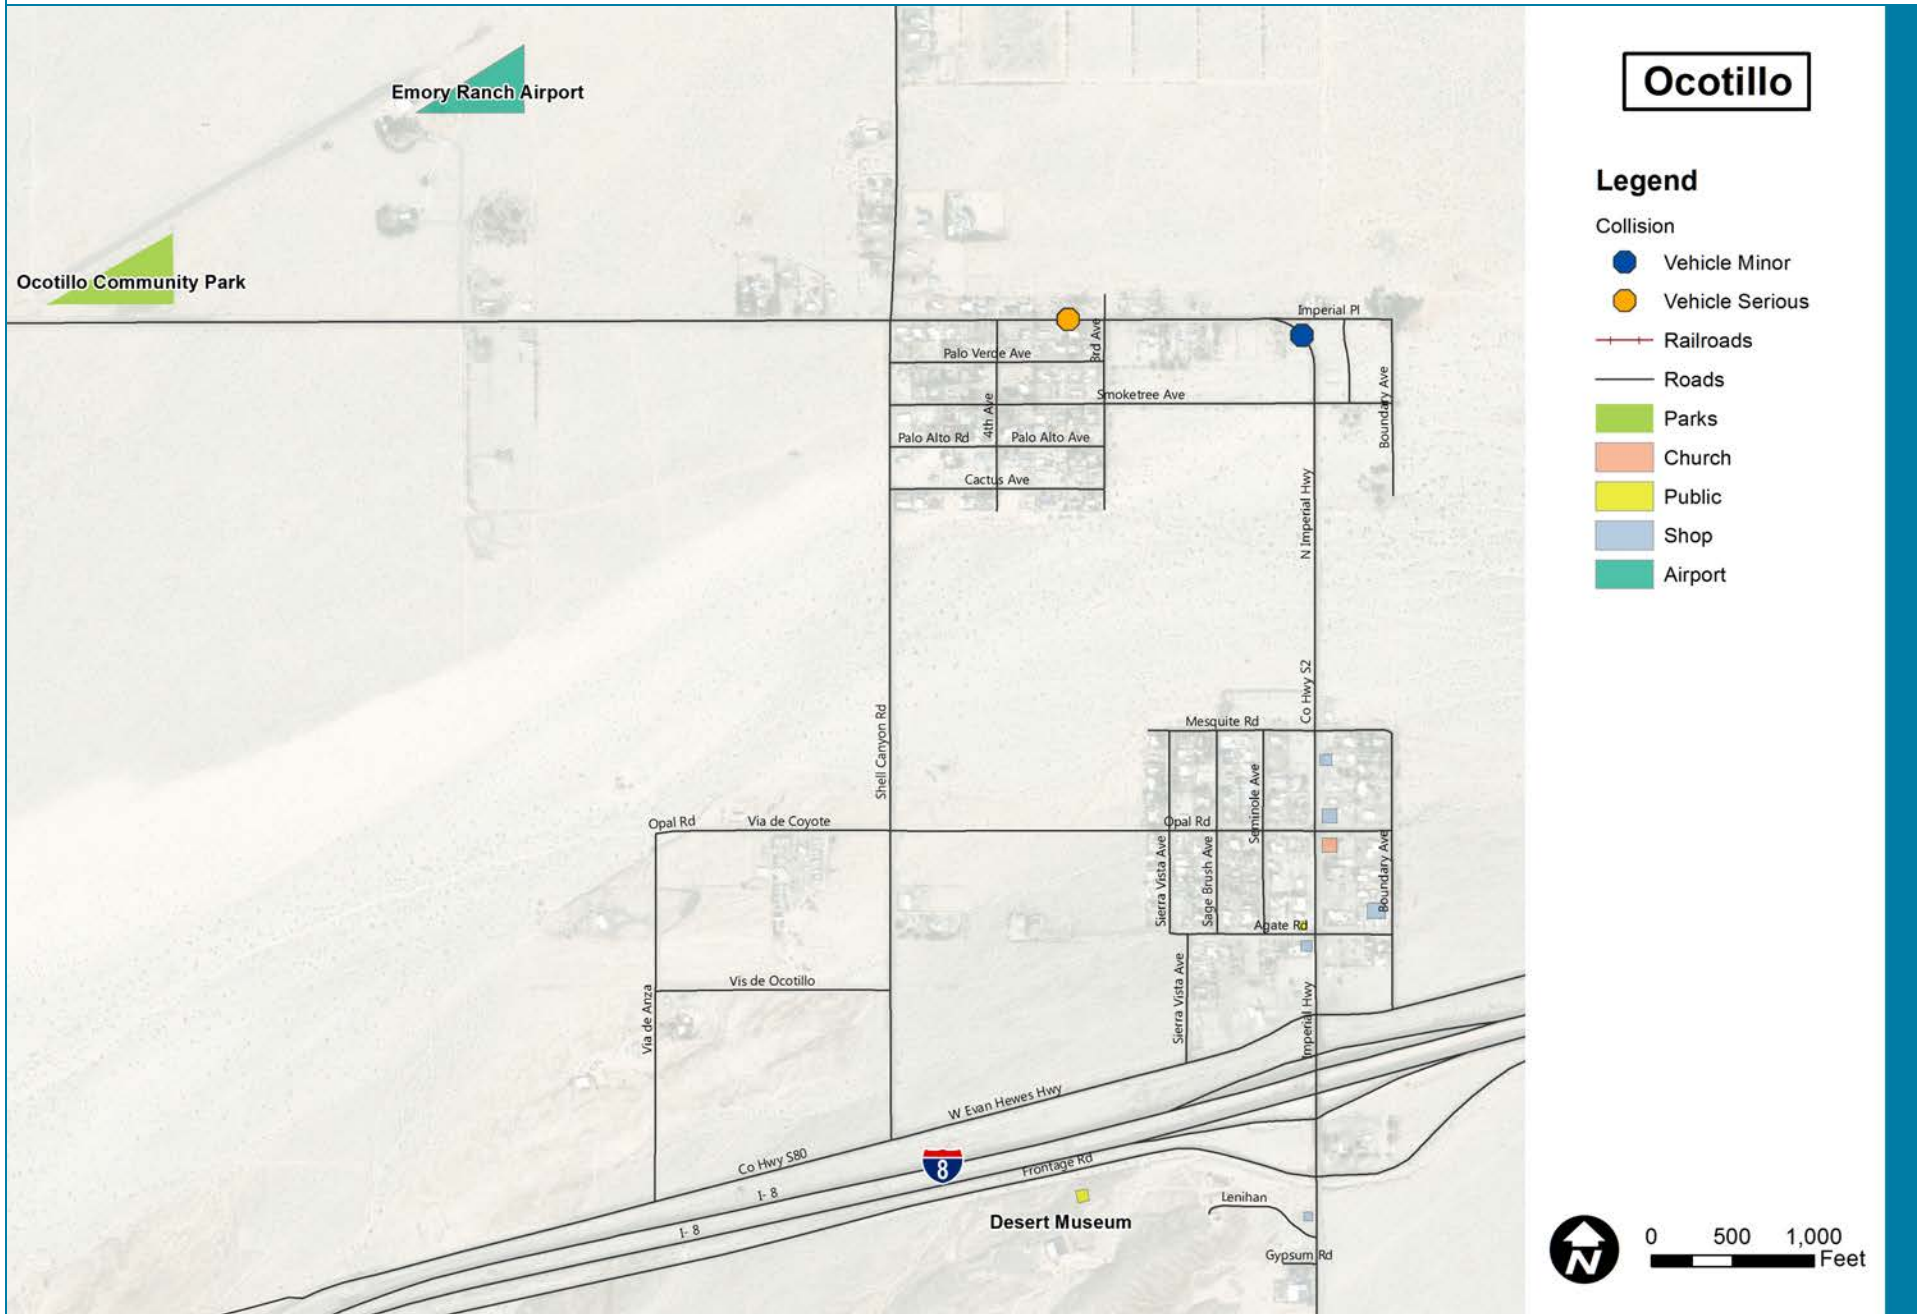 Ocotillo
Legend
Collision
Vehicle Minor
Vehicle Serious
Railroads
Roads
Parks
Church
Public
Shop
Airport
N
0 500 1,000
Feet
Emory Ranch Airport
Ocotillo Community Park
Imperial Pl
3rd Ave
Palo Verde Ave
Smoketree Ave
4th Ave
Boundary Ave
Palo Alto Rd
Palo Alto Ave
Cactus Ave
N Imperial Hwy
Co Hwy S2
Shell Canyon Rd
Mesquite Rd
Seminole Ave
Opal Rd
Via de Coyote
Opal Rd
Sierra Vista Ave
Sage Brush Ave
Boundary Ave
Agate Rd
Vis de Ocotillo
Via de Anza
Sierra Vista Ave
Imperial Hwy
W Evan Hewes Hwy
Co Hwy S80
8
Frontage Rd
I- 8
I- 8
Lenihan
Desert Museum
Gypsum Rd